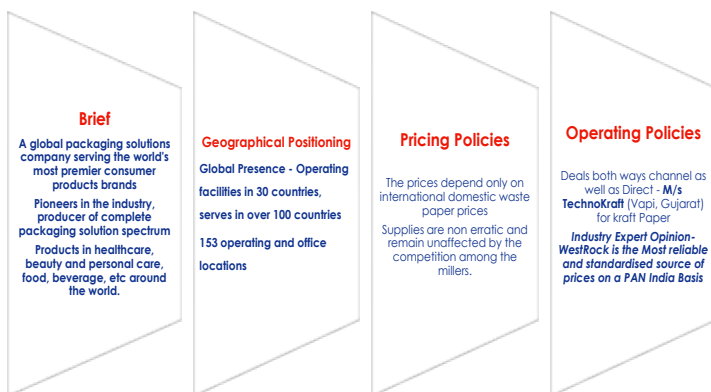 Brief
A global packaging solutions
company serving the world's
most premier consumer
products brands
Pioneers in the industry,
producer of complete
packaging solution spectrum
Products in healthcare,
beauty and personal care,
food, beverage, etc around
the world.
Geographical Positioning
Global Presence - Operating
facilities in 30 countries,
serves in over 100 countries
153 operating and office
locations
Pricing Policies
The prices depend only on
international domestic waste
paper prices
Supplies are non erratic and
remain unaffected by the
competition among the
millers.
Operating Policies
Deals both ways channel as
well as Direct - M/s
TechnoKraft (Vapi, Gujarat)
for kraft Paper
Industry Expert Opinion-
WestRock is the Most reliable
and standardised source of
prices on a PAN India Basis